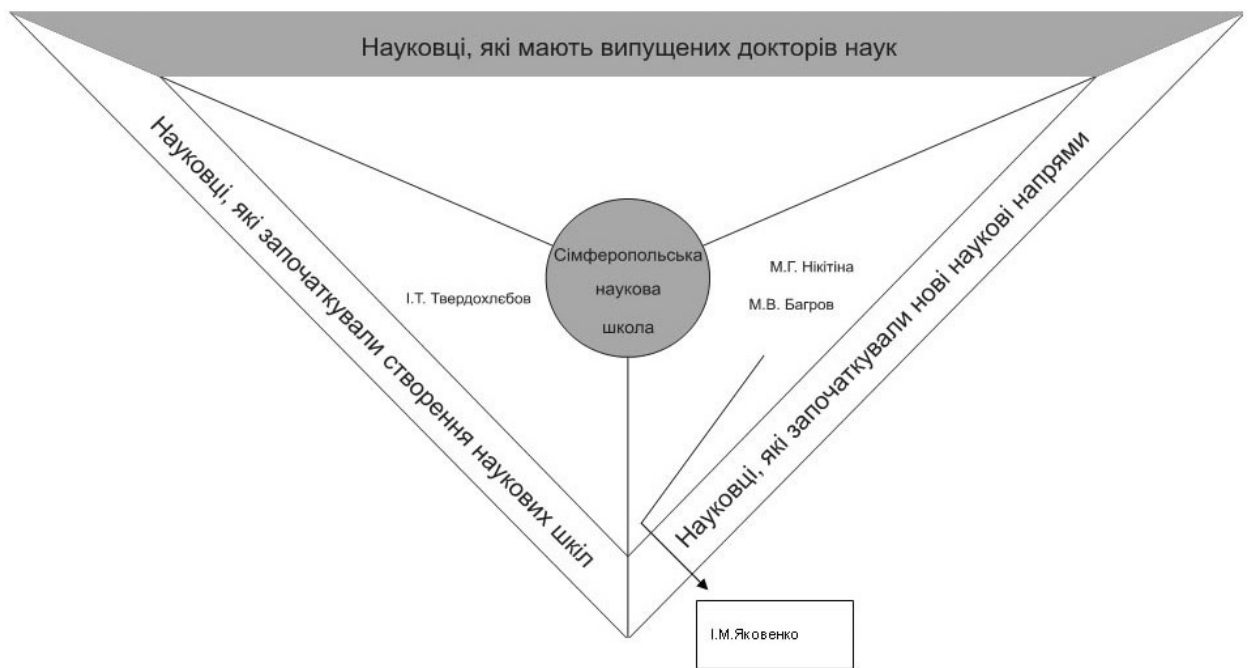 Науковці, які мають випущених докторів наук
Науковці, які започаткували створення наукових шкіл
Сімферопольська
наукова
школа
І.Т. Твердохлєбов
М.Г. Нікітіна
М.В. Багров
Науковці, які започаткували нові наукові напрями
І.М.Яковенко